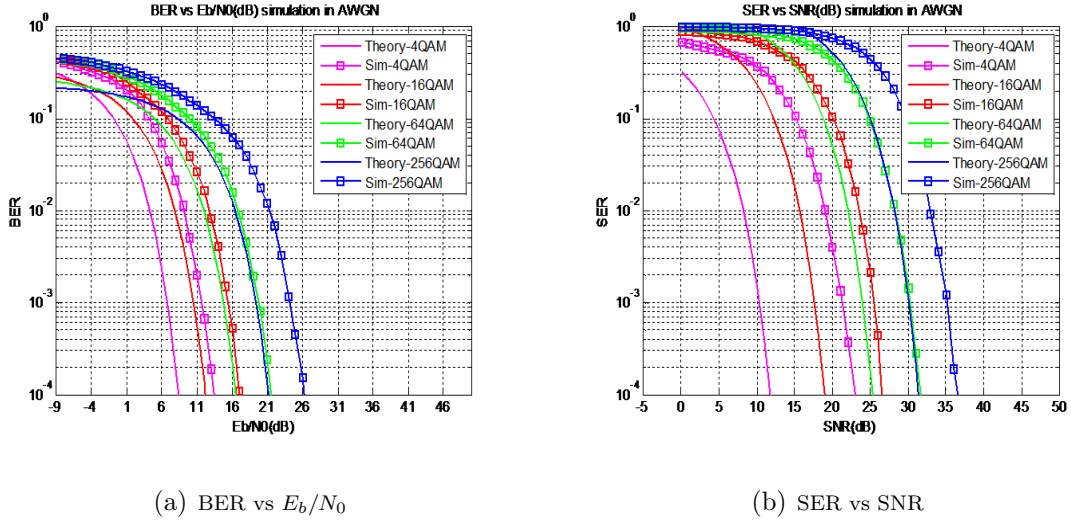 BER vs Eb/N0(dB) simulation in AWGN
10^0
10^-1
10^-2
10^-3
10^-4
BER
Theory-4QAM
Sim-4QAM
Theory-16QAM
Sim-16QAM
Theory-64QAM
Sim-64QAM
Theory-256QAM
Sim-256QAM
-9 -4 1 6 11 16 21 26 31 36 41 46
Eb/N0(dB)
(a) BER vs E_b/N_0
SER vs SNR(dB) simulation in AWGN
10^0
10^-1
10^-2
10^-3
10^-4
SER
Theory-4QAM
Sim-4QAM
Theory-16QAM
Sim-16QAM
Theory-64QAM
Sim-64QAM
Theory-256QAM
Sim-256QAM
-5 0 5 10 15 20 25 30 35 40 45 50
SNR(dB)
(b) SER vs SNR